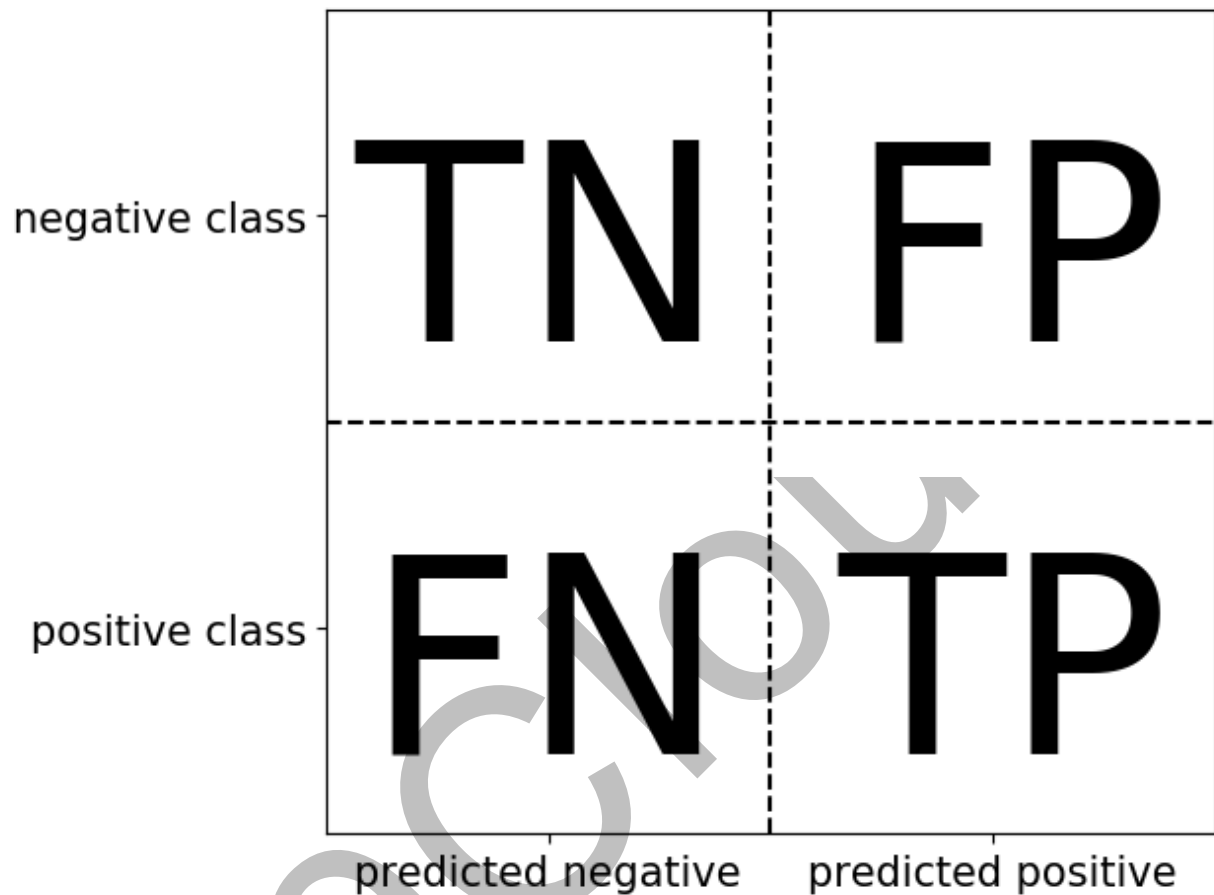 TN FP
negative class
FN TP
positive class
predicted negative predicted positive